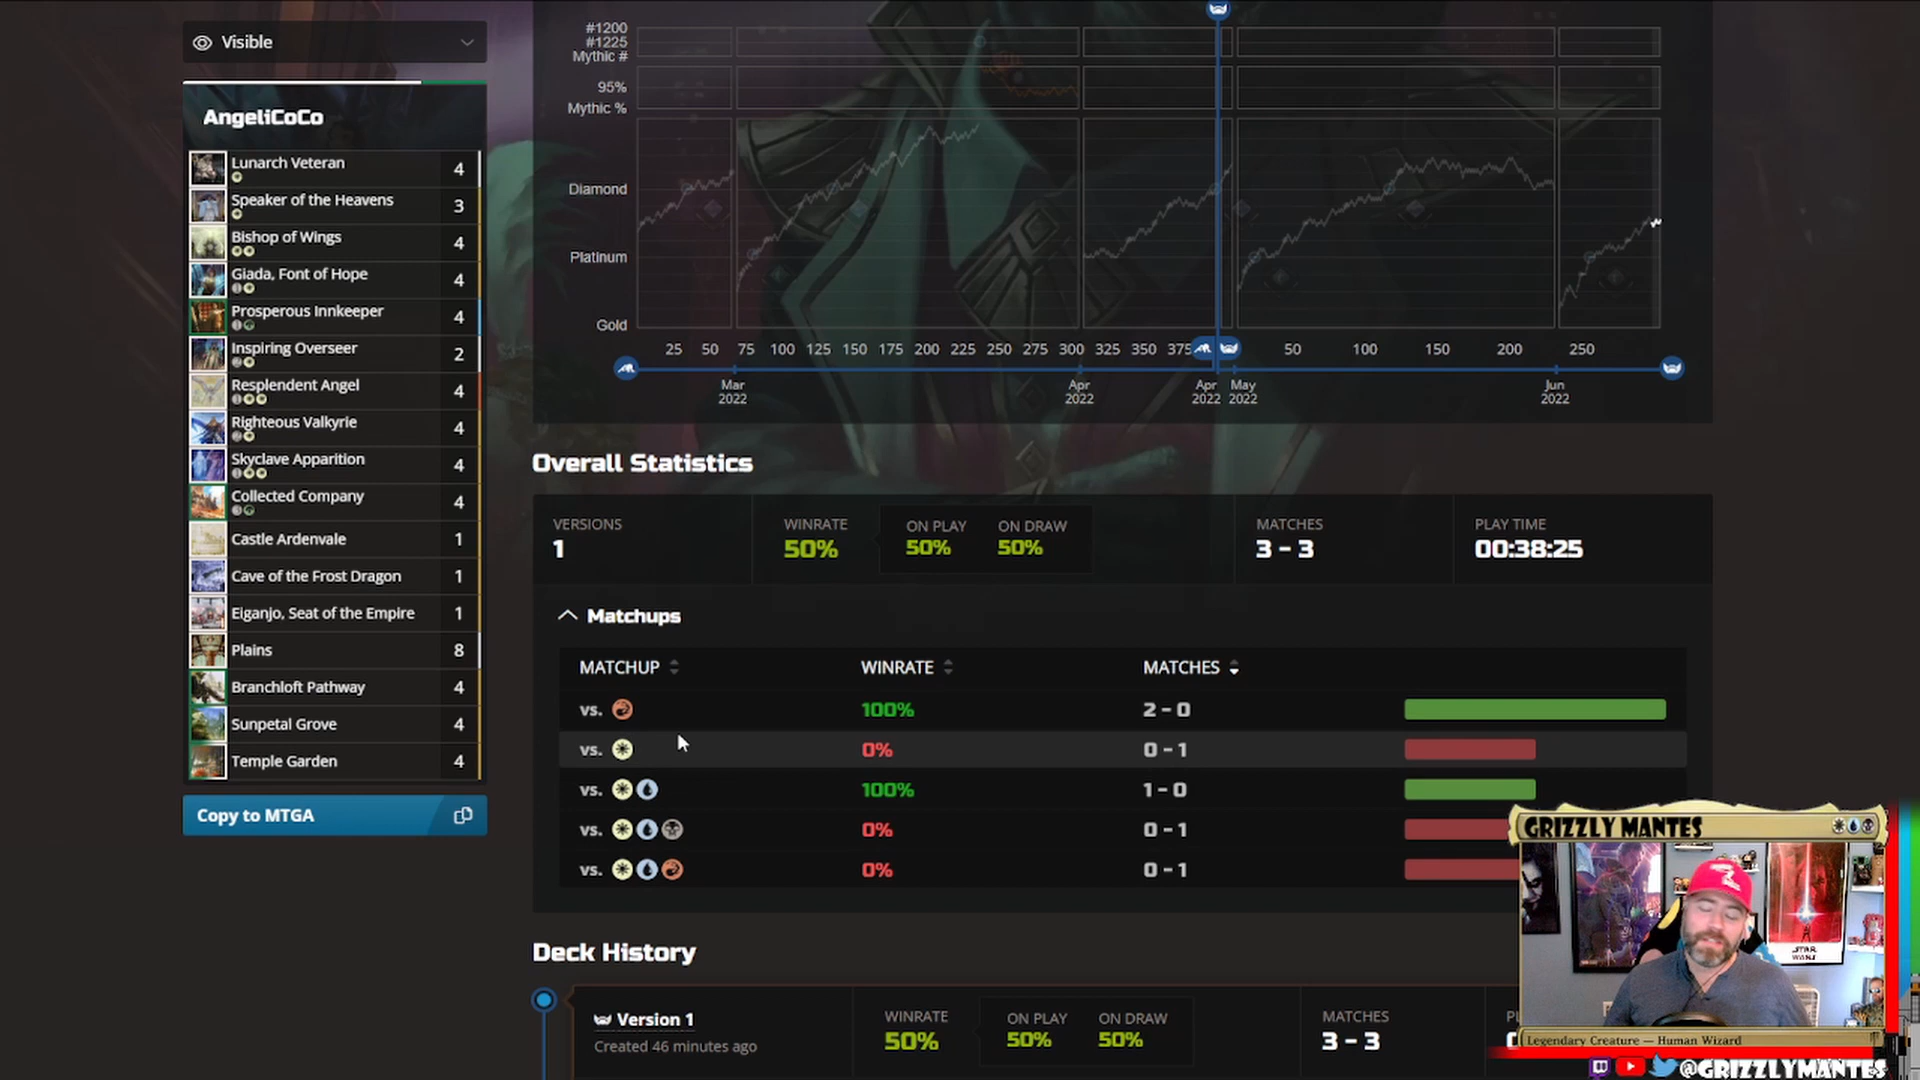 Visible
AngeliCoCo
Lunarch Veteran 4
Speaker of the Heavens 3
Bishop of Wings 4
Giada, Font of Hope 4
Prosperous Innkeeper 4
Inspiring Overseer 2
Resplendent Angel 4
Righteous Valkyrie 4
Skyclave Apparition 4
Collected Company 4
Castle Ardenvale 1
Cave of the Frost Dragon 1
Eiganjo, Seat of the Empire 1
Plains 8
Branchloft Pathway 4
Sunpetal Grove 4
Temple Garden 4
Copy to MTGA
#1200
#1225
Mythic #
95%
Mythic %
Diamond
Platinum
Gold
25 50 75 100 125 150 175 200 225 250 275 300 325 350 375 50 100 150 200 250
Mar Apr Apr May Jun
2022 2022 2022 2022 2022
Overall Statistics
VERSIONS WINRATE ON PLAY ON DRAW MATCHES PLAY TIME
1 50% 50% 50% 3 – 3 00:38:25
Matchups
MATCHUP WINRATE MATCHES
vs. 100% 2 – 0
vs. 0% 0 – 1
vs. 100% 1 – 0
vs. 0% 0 – 1
vs. 0% 0 – 1
Deck History
Version 1
Created 46 minutes ago
WINRATE ON PLAY ON DRAW MATCHES
50% 50% 50% 3 – 3
GRIZZLY MANTES
STAR
WARS
Legendary Creature — Human Wizard
@GRIZZLYMANTES